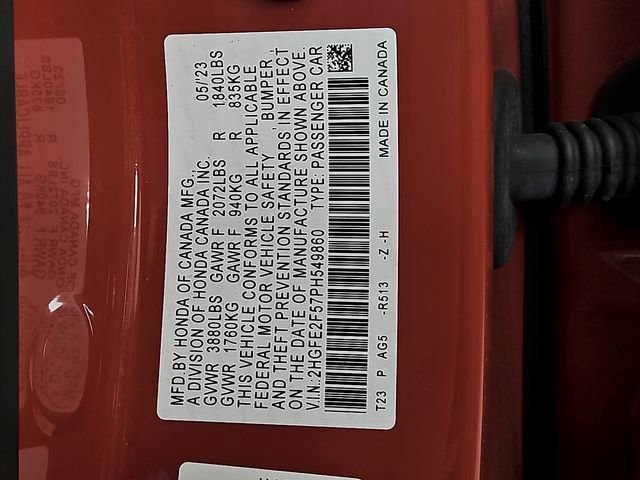 MFD.BY HONDA OF CANADA MFG., 05/23
A DIVISION OF HONDA CANADA INC.
GVWR 3880LBS GAWR F 2072LBS R 1840LBS
GVWR 1760KG GAWR F 940KG R 835KG
THIS VEHICLE CONFORMS TO ALL APPLICABLE
FEDERAL MOTOR VEHICLE SAFETY , BUMPER ,
AND THEFT PREVENTION STANDARDS, IN EFFECT
ON THE DATE OF MANUFACTURE SHOWN ABOVE.
V.I.N.:2HGFE2F57PH549860 TYPE: PASSENGER CAR
T23 P AG5 -R513 -Z -H MADE IN CANADA